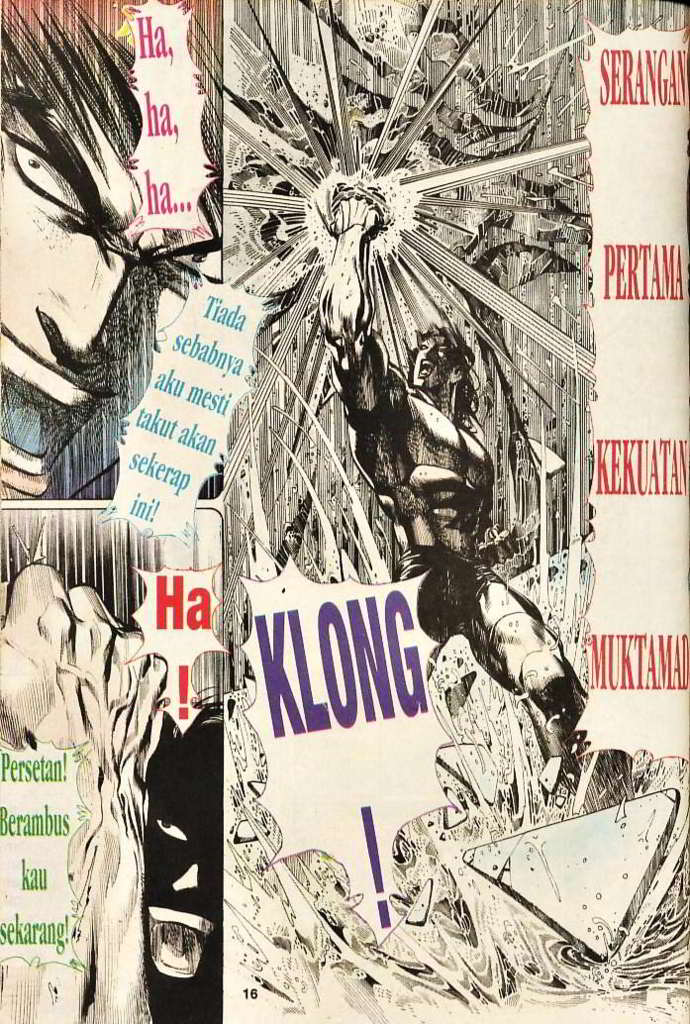 Ha,
ha,
ha...
Tiada
sebabnya
aku mesti
takut akan
sekerap
ini!
Ha
!
Persetan!
Berambus
kau
sekarang!
KLONG
!
SERANGAN
PERTAMA
KEKUATAN
MUKTAMAD
16